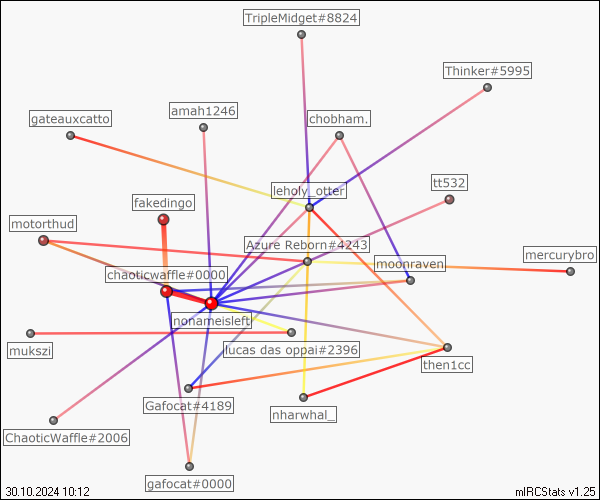 TripleMidget#8824
Thinker#5995
amah1246
gateauxcatto
chobham.
leholy_otter
tt532
fakedingo
motorthud
Azure Reborn#4243
mercurybro
moonraven
chaoticwaffle#0000
nonameisleft
mukszi
lucas das oppai#2396
then1cc
Gafocat#4189
nharwhal_
ChaoticWaffle#2006
gafocat#0000
30.10.2024 10:12
mIRCStats v1.25